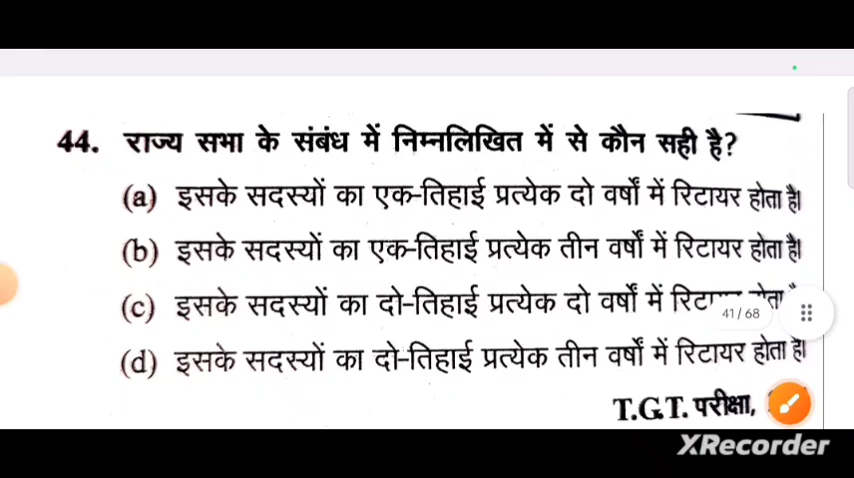 44. राज्य सभा के संबंध में निम्नलिखित में से कौन सही है?
(a) इसके सदस्यों का एक-तिहाई प्रत्येक दो वर्षों में रिटायर होता है।
(b) इसके सदस्यों का एक-तिहाई प्रत्येक तीन वर्षों में रिटायर होता है।
(c) इसके सदस्यों का दो-तिहाई प्रत्येक दो वर्षों में
41 / 68
(d) इसके सदस्यों का दो-तिहाई प्रत्येक तीन वर्षों में रिटायर होता है।
T.G.T. परीक्षा,
XRecorder